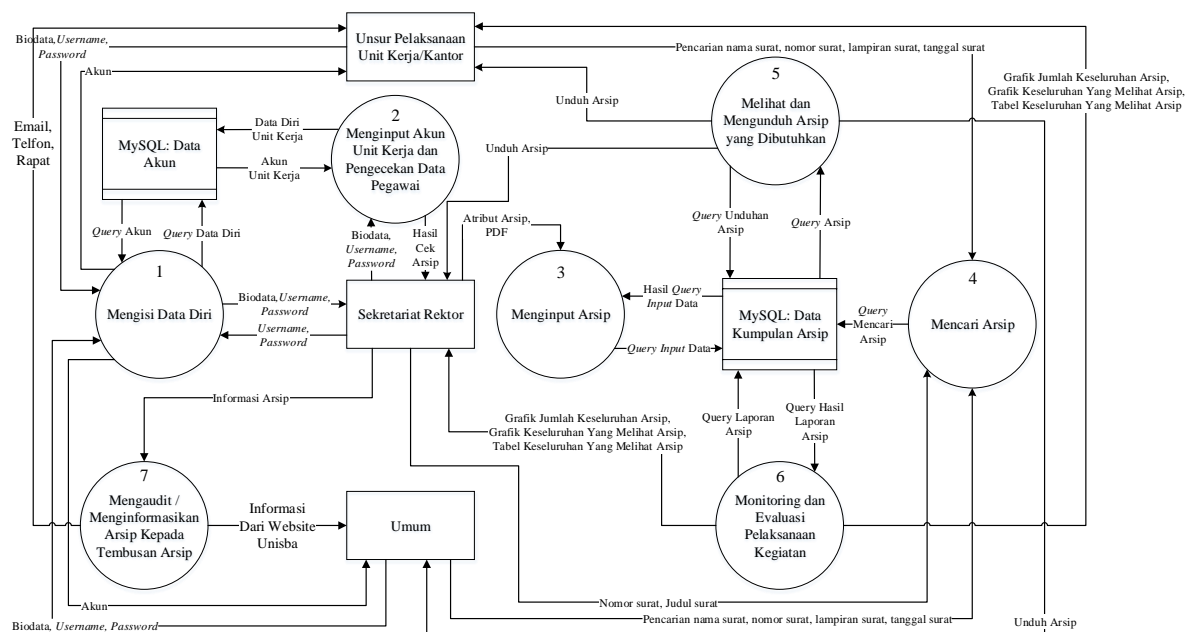 Biodata, Username,
Password
Unsur Pelaksanaan
Unit Kerja/Kantor
Pencarian nama surat, nomor surat, lampiran surat, tanggal surat
Akun
Unduh Arsip
5
Melihat dan
Mengunduh Arsip
yang Dibutuhkan
Grafik Jumlah Keseluruhan Arsip,
Grafik Keseluruhan Yang Melihat Arsip,
Tabel Keseluruhan Yang Melihat Arsip
Email,
Telfon,
Rapat
MySQL: Data
Akun
Data Diri
Unit Kerja
Akun
Unit Kerja
2
Menginput Akun
Unit Kerja dan
Pengecekan Data
Pegawai
Unduh Arsip
Query Akun
Query Data Diri
Biodata,
Username,
Password
Hasil
Cek
Arsip
Atribut Arsip,
PDF
Query Unduhan
Arsip
Query Arsip
1
Mengisi Data Diri
Biodata,Username,
Password
Username,
Password
Sekretariat Rektor
3
Menginput Arsip
Hasil Query
Input Data
Query Input Data
MySQL: Data
Kumpulan Arsip
Query
Mencari
Arsip
4
Mencari Arsip
Informasi Arsip
Grafik Jumlah Keseluruhan Arsip,
Grafik Keseluruhan Yang Melihat Arsip,
Tabel Keseluruhan Yang Melihat Arsip
Query Laporan
Arsip
Query Hasil
Laporan
Arsip
7
Mengaudit /
Menginformasikan
Arsip Kepada
Tembusan Arsip
Informasi
Dari Website
Unisba
Umum
6
Monitoring dan
Evaluasi
Pelaksanaan
Kegiatan
Akun
Nomor surat, Judul surat
Biodata, Username, Password
Pencarian nama surat, nomor surat, lampiran surat, tanggal surat
Unduh Arsip